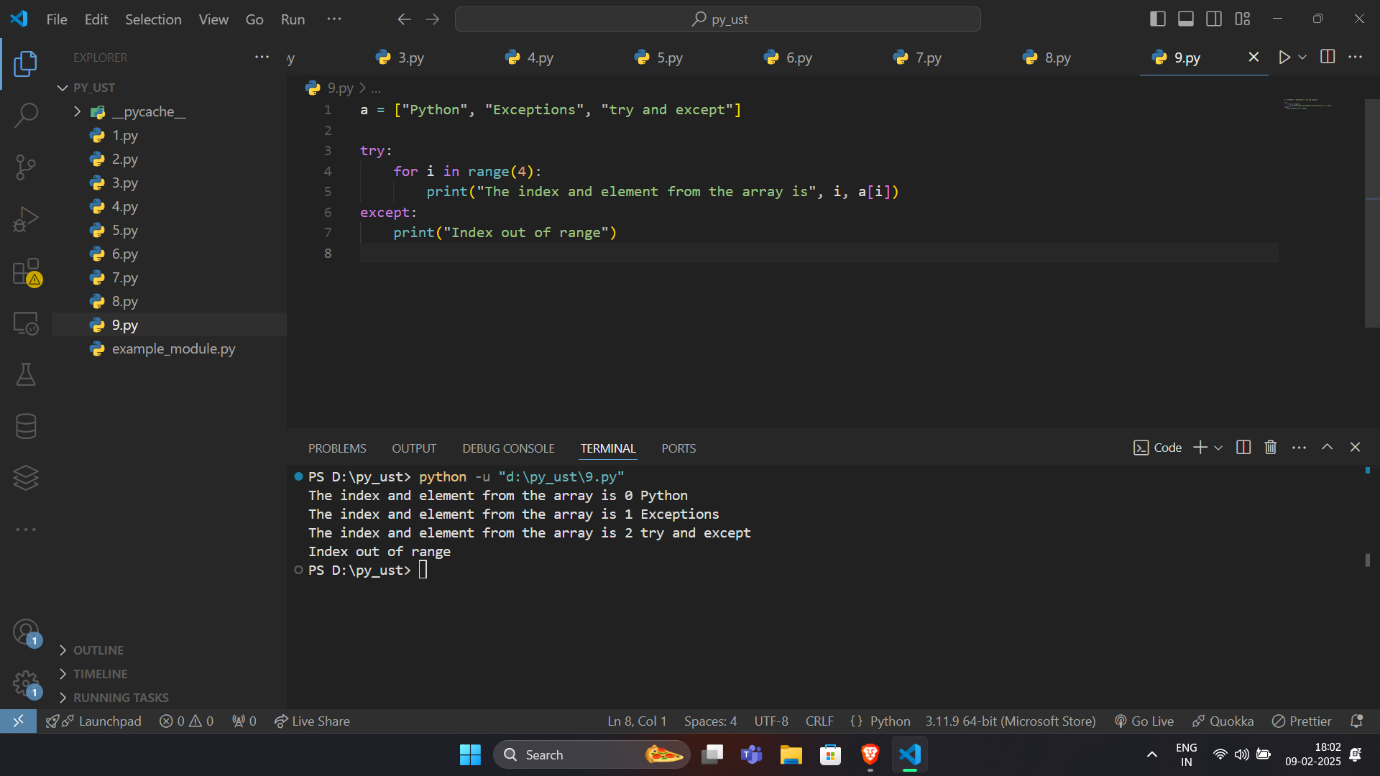 File Edit Selection View Go Run ···
py_ust
EXPLORER ···
PY_UST
__pycache__
1.py
2.py
3.py
4.py
5.py
6.py
7.py
8.py
9.py
example_module.py
OUTLINE
TIMELINE
RUNNING TASKS
y 3.py 4.py 5.py 6.py 7.py 8.py 9.py
9.py > ...
1 a = ["Python", "Exceptions", "try and except"]
2
3 try:
4 for i in range(4):
5 print("The index and element from the array is", i, a[i])
6 except:
7 print("Index out of range")
8
PROBLEMS OUTPUT DEBUG CONSOLE TERMINAL PORTS Code
PS D:\py_ust> python -u "d:\py_ust\9.py"
The index and element from the array is 0 Python
The index and element from the array is 1 Exceptions
The index and element from the array is 2 try and except
Index out of range
PS D:\py_ust>
1
1
Launchpad 0 0 0 Live Share Ln 8, Col 1 Spaces: 4 UTF-8 CRLF {} Python 3.11.9 64-bit (Microsoft Store) Go Live Quokka Prettier
Search
ENG
IN
18:02
09-02-2025